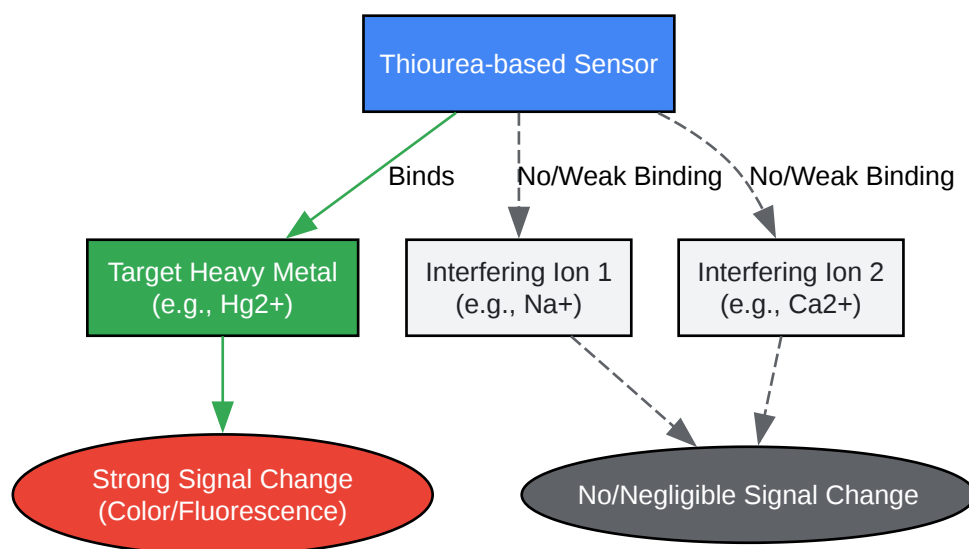 Thiourea-based Sensor
Binds
No/Weak Binding
No/Weak Binding
Target Heavy Metal
(e.g., Hg2+)
Interfering Ion 1
(e.g., Na+)
Interfering Ion 2
(e.g., Ca2+)
Strong Signal Change
(Color/Fluorescence)
No/Negligible Signal Change